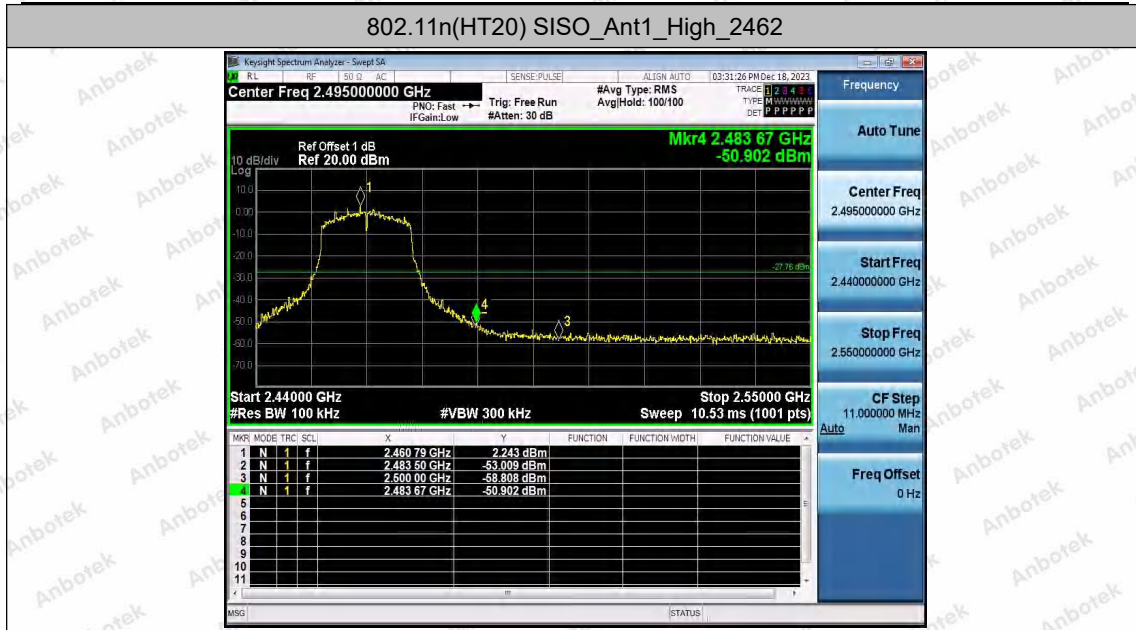 802.11n(HT20) SISO_Ant1_High_2462
Keysight Spectrum Analyzer - Swept SA
RL RF 50 Ω AC SENSE:PULSE ALIGN AUTO 03:31:26 PM Dec 18, 2023
Center Freq 2.495000000 GHz
PNO: Fast
IFGain:Low
Trig: Free Run
#Atten: 30 dB
#Avg Type: RMS
Avg|Hold: 100/100
TRACE 1 2 3 4 5 6
TYPE M WWWWW
DET P P P P P P
Frequency
Auto Tune
Center Freq
2.495000000 GHz
Start Freq
2.440000000 GHz
Stop Freq
2.550000000 GHz
CF Step
11.000000 MHz
Auto Man
Freq Offset
0 Hz
Mkr4 2.483 67 GHz
-50.902 dBm
Ref Offset 1 dB
10 dB/div Ref 20.00 dBm
Log
10.0
0.00
-10.0
-20.0
-30.0
-40.0
-50.0
-60.0
-70.0
1
4
3
-27.76 dBm
Start 2.44000 GHz Stop 2.55000 GHz
#Res BW 100 kHz #VBW 300 kHz Sweep 10.53 ms (1001 pts)
MKR MODE TRC SCL X Y FUNCTION FUNCTION WIDTH FUNCTION VALUE
1 N 1 f 2.460 79 GHz 2.243 dBm
2 N 1 f 2.483 50 GHz -53.009 dBm
3 N 1 f 2.500 00 GHz -58.808 dBm
4 N 1 f 2.483 67 GHz -50.902 dBm
5
6
7
8
9
10
11
MSG STATUS
Anbotek